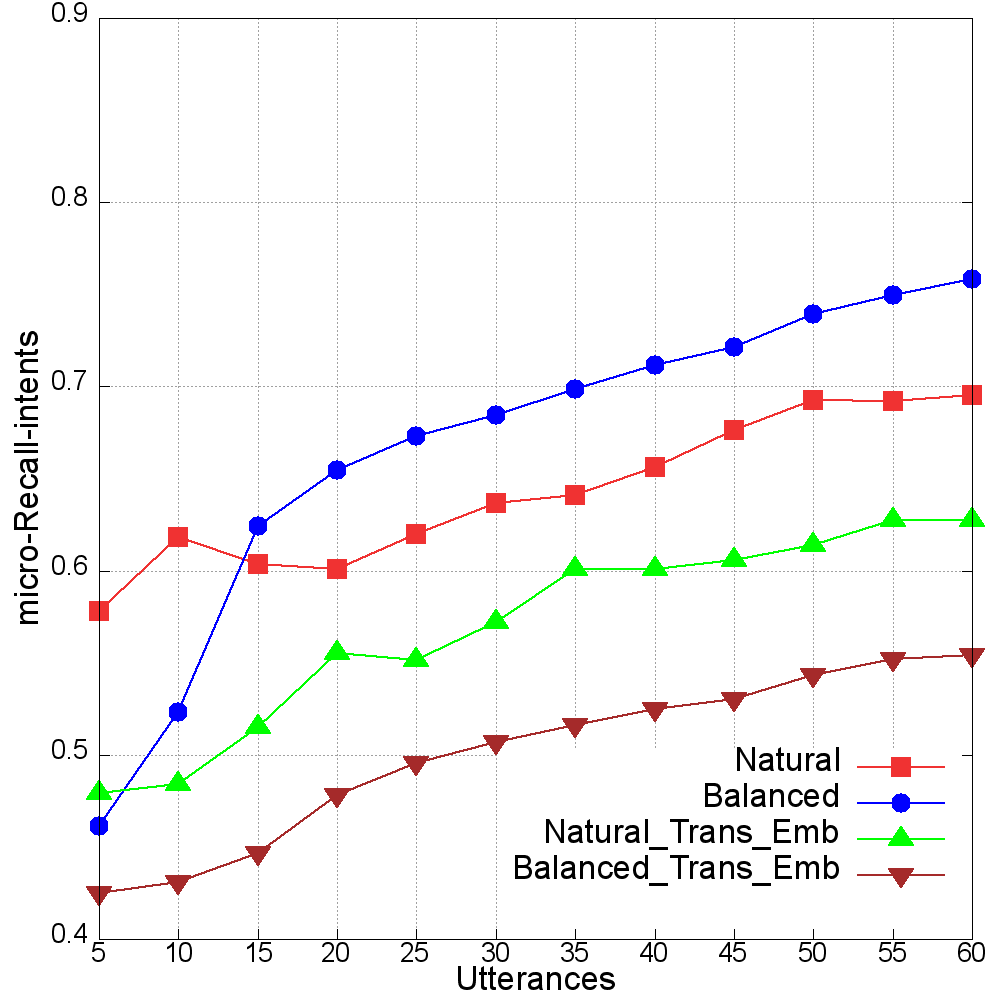 0.9
0.8
0.7
0.6
0.5
0.4
micro-Recall-intents
Natural
Balanced
Natural_Trans_Emb
Balanced_Trans_Emb
5 10 15 20 25 30 35 40 45 50 55 60
Utterances